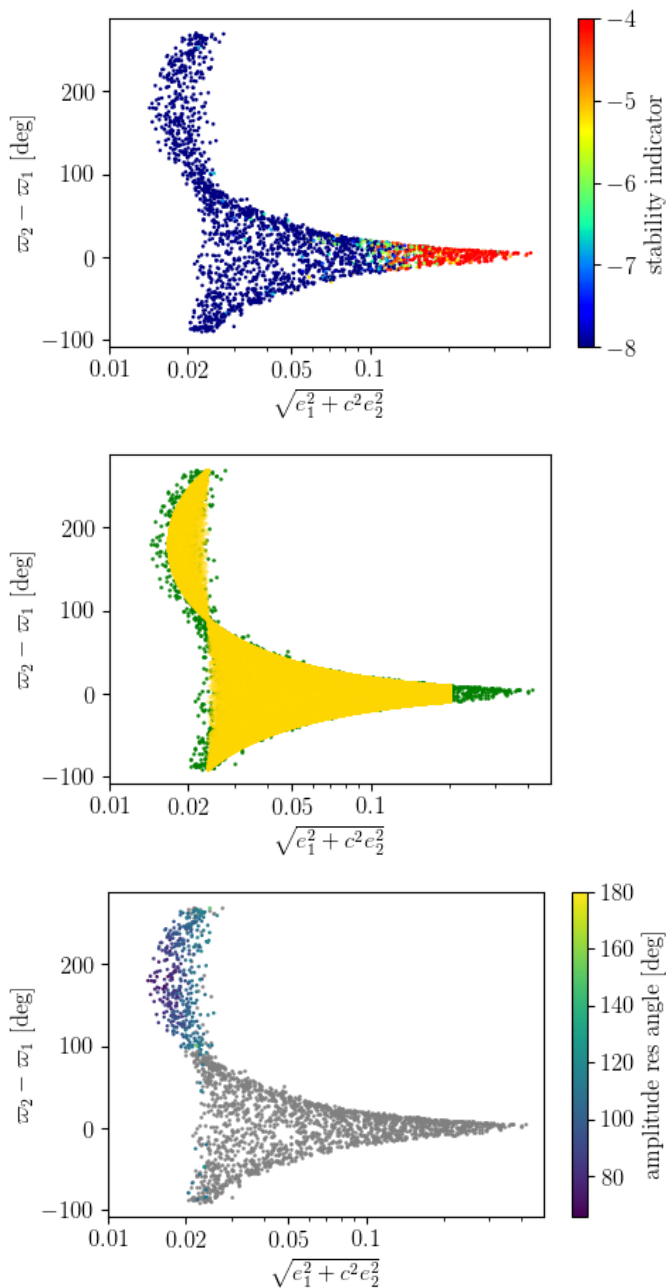 −4
200
−5
100
−6
0
−7
−100
−8
0.01 0.02 0.05 0.1
ϖ₂ − ϖ₁ [deg]
stability indicator
√(e₁² + c²e₂²)
200
100
0
−100
0.01 0.02 0.05 0.1
ϖ₂ − ϖ₁ [deg]
√(e₁² + c²e₂²)
180
200
160
100
140
0
120
100
80
−100
0.01 0.02 0.05 0.1
ϖ₂ − ϖ₁ [deg]
amplitude res angle [deg]
√(e₁² + c²e₂²)